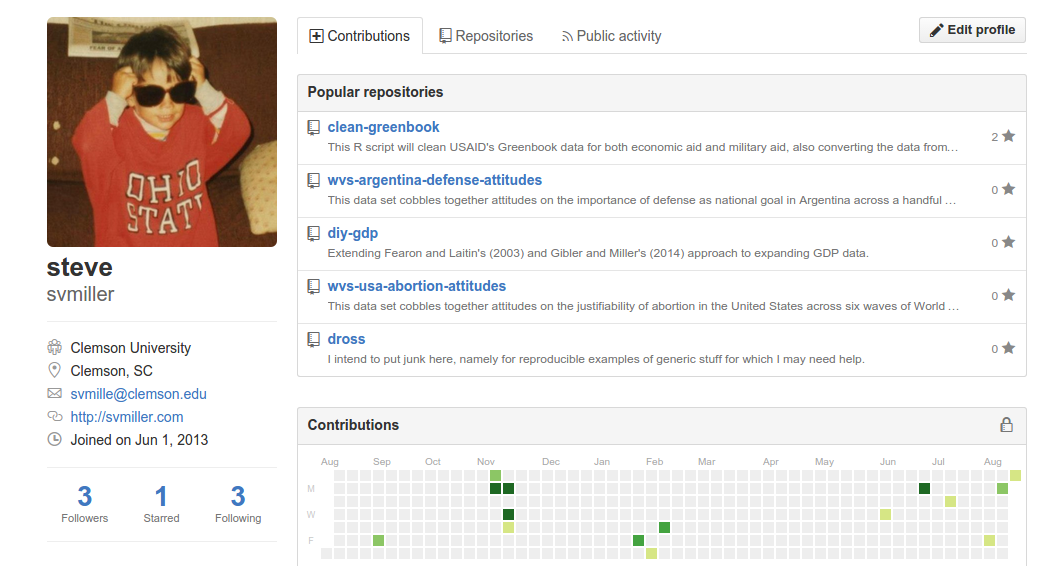 Contributions
Repositories
Public activity
Edit profile
OHIO
STAT
steve
svmiller
Clemson University
Clemson, SC
svmille@clemson.edu
http://svmiller.com
Joined on Jun 1, 2013
3 1 3
Followers Starred Following
Popular repositories
clean-greenbook
This R script will clean USAID's Greenbook data for both economic aid and military aid, also converting the data from…
2
wvs-argentina-defense-attitudes
This data set cobbles together attitudes on the importance of defense as national goal in Argentina across a handful …
0
diy-gdp
Extending Fearon and Laitin's (2003) and Gibler and Miller's (2014) approach to expanding GDP data.
0
wvs-usa-abortion-attitudes
This data set cobbles together attitudes on the justifiability of abortion in the United States across six waves of World …
0
dross
I intend to put junk here, namely for reproducible examples of generic stuff for which I may need help.
0
Contributions
Aug Sep Oct Nov Dec Jan Feb Mar Apr May Jun Jul Aug
M
W
F